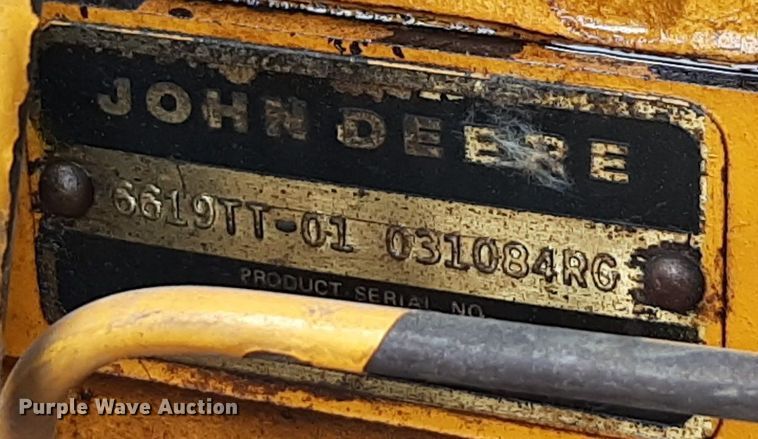 JOHN DEERE
6619TT-01 031084RG
PRODUCT SERIAL NO.
Purple Wave Auction